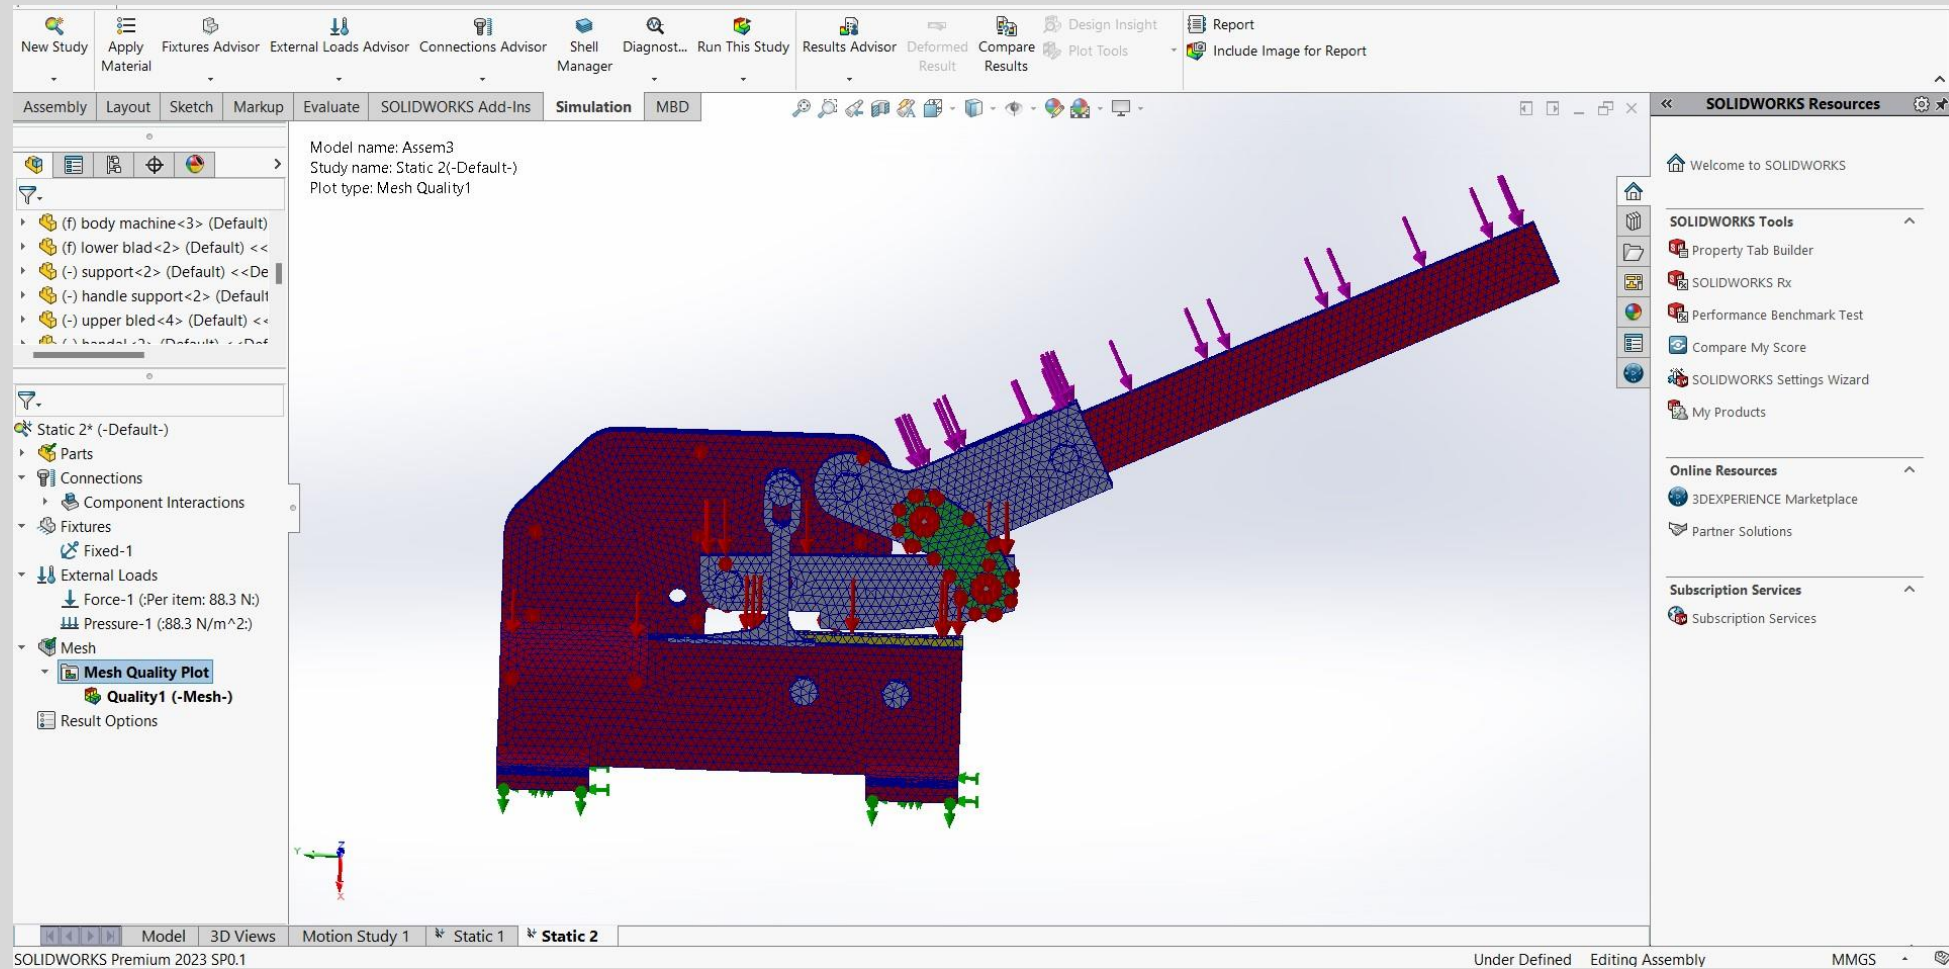 New Study
Apply
Material
Fixtures Advisor
External Loads Advisor
Connections Advisor
Shell
Manager
Diagnost...
Run This Study
Results Advisor
Deformed
Result
Compare
Results
Design Insight
Plot Tools
Report
Include Image for Report
Assembly
Layout
Sketch
Markup
Evaluate
SOLIDWORKS Add-Ins
Simulation
MBD
Model name: Assem3
Study name: Static 2(-Default-)
Plot type: Mesh Quality1
(f) body machine<3> (Default)
(f) lower blad<2> (Default) <<
(-) support<2> (Default) <<De
(-) handle support<2> (Default
(-) upper bled<4> (Default) <<
Static 2* (-Default-)
Parts
Connections
Component Interactions
Fixtures
Fixed-1
External Loads
Force-1 (:Per item: 88.3 N:)
Pressure-1 (:88.3 N/m^2:)
Mesh
Mesh Quality Plot
Quality1 (-Mesh-)
Result Options
Y
Z
X
SOLIDWORKS Resources
Welcome to SOLIDWORKS
SOLIDWORKS Tools
Property Tab Builder
SOLIDWORKS Rx
Performance Benchmark Test
Compare My Score
SOLIDWORKS Settings Wizard
My Products
Online Resources
3DEXPERIENCE Marketplace
Partner Solutions
Subscription Services
Subscription Services
Model
3D Views
Motion Study 1
Static 1
Static 2
SOLIDWORKS Premium 2023 SP0.1
Under Defined
Editing Assembly
MMGS